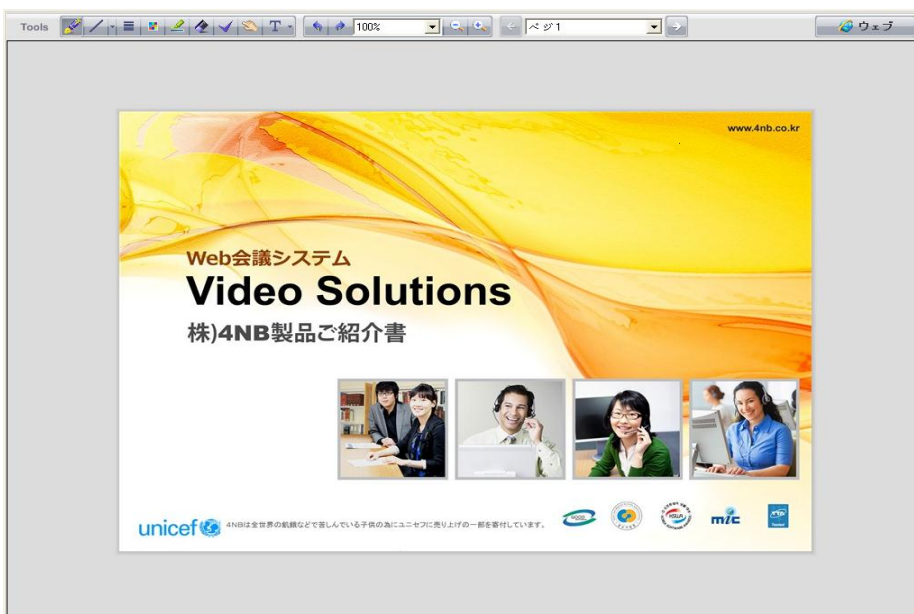 Tools
T
100%
ページ1
ウェブ
www.4nb.co.kr
Web会議システム
Video Solutions
株)4NB製品ご紹介書
unicef
4NBは全世界の飢餓などで苦しんでいる子供の為にユニセフに売り上げの一部を寄付しています。
mic